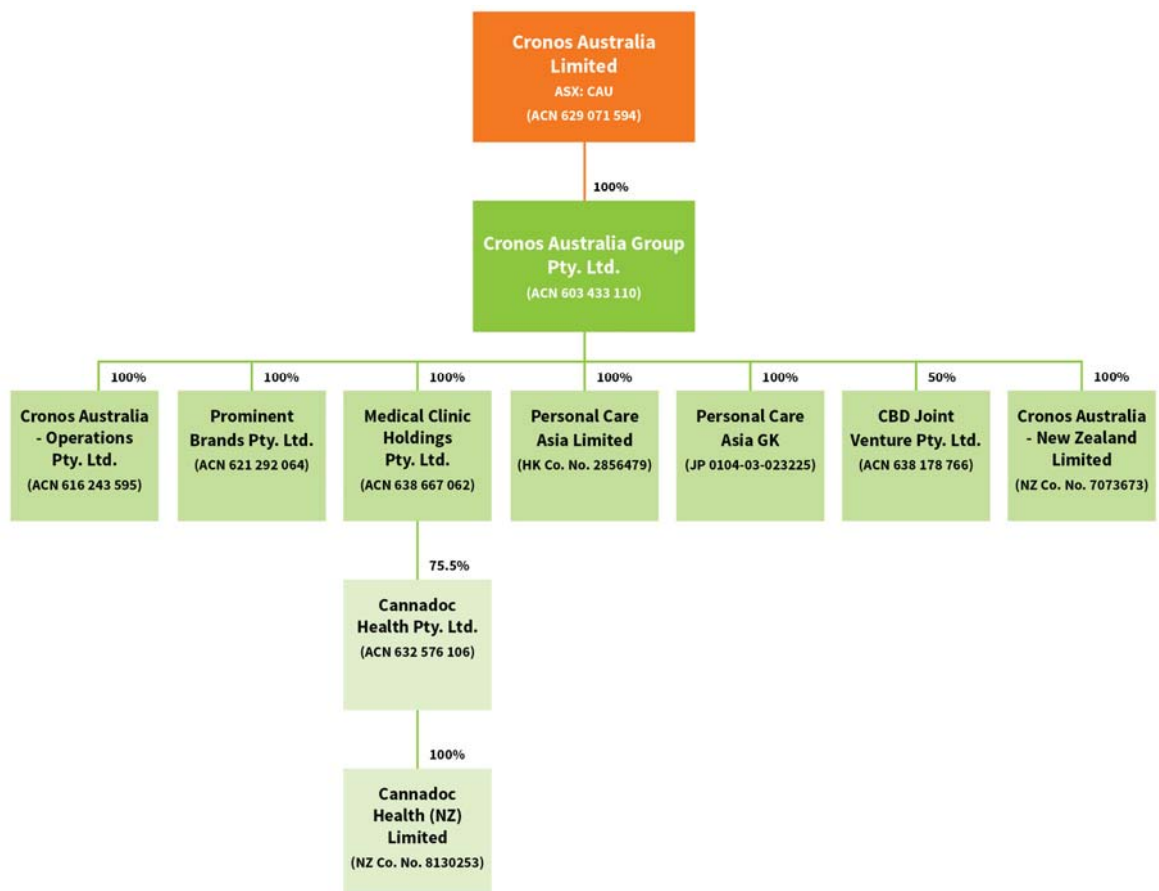 Cronos Australia
Limited
ASX: CAU
(ACN 629 071 594)
100%
Cronos Australia Group
Pty. Ltd.
(ACN 603 433 110)
100%
Cronos Australia
- Operations
Pty. Ltd.
(ACN 616 243 595)
100%
Prominent
Brands Pty. Ltd.
(ACN 621 292 064)
100%
Medical Clinic
Holdings
Pty. Ltd.
(ACN 638 667 062)
100%
Personal Care
Asia Limited
(HK Co. No. 2856479)
100%
Personal Care
Asia GK
(JP 0104-03-023225)
50%
CBD Joint
Venture Pty. Ltd.
(ACN 638 178 766)
100%
Cronos Australia
- New Zealand
Limited
(NZ Co. No. 7073673)
75.5%
Cannadoc
Health Pty. Ltd.
(ACN 632 576 106)
100%
Cannadoc
Health (NZ)
Limited
(NZ Co. No. 8130253)